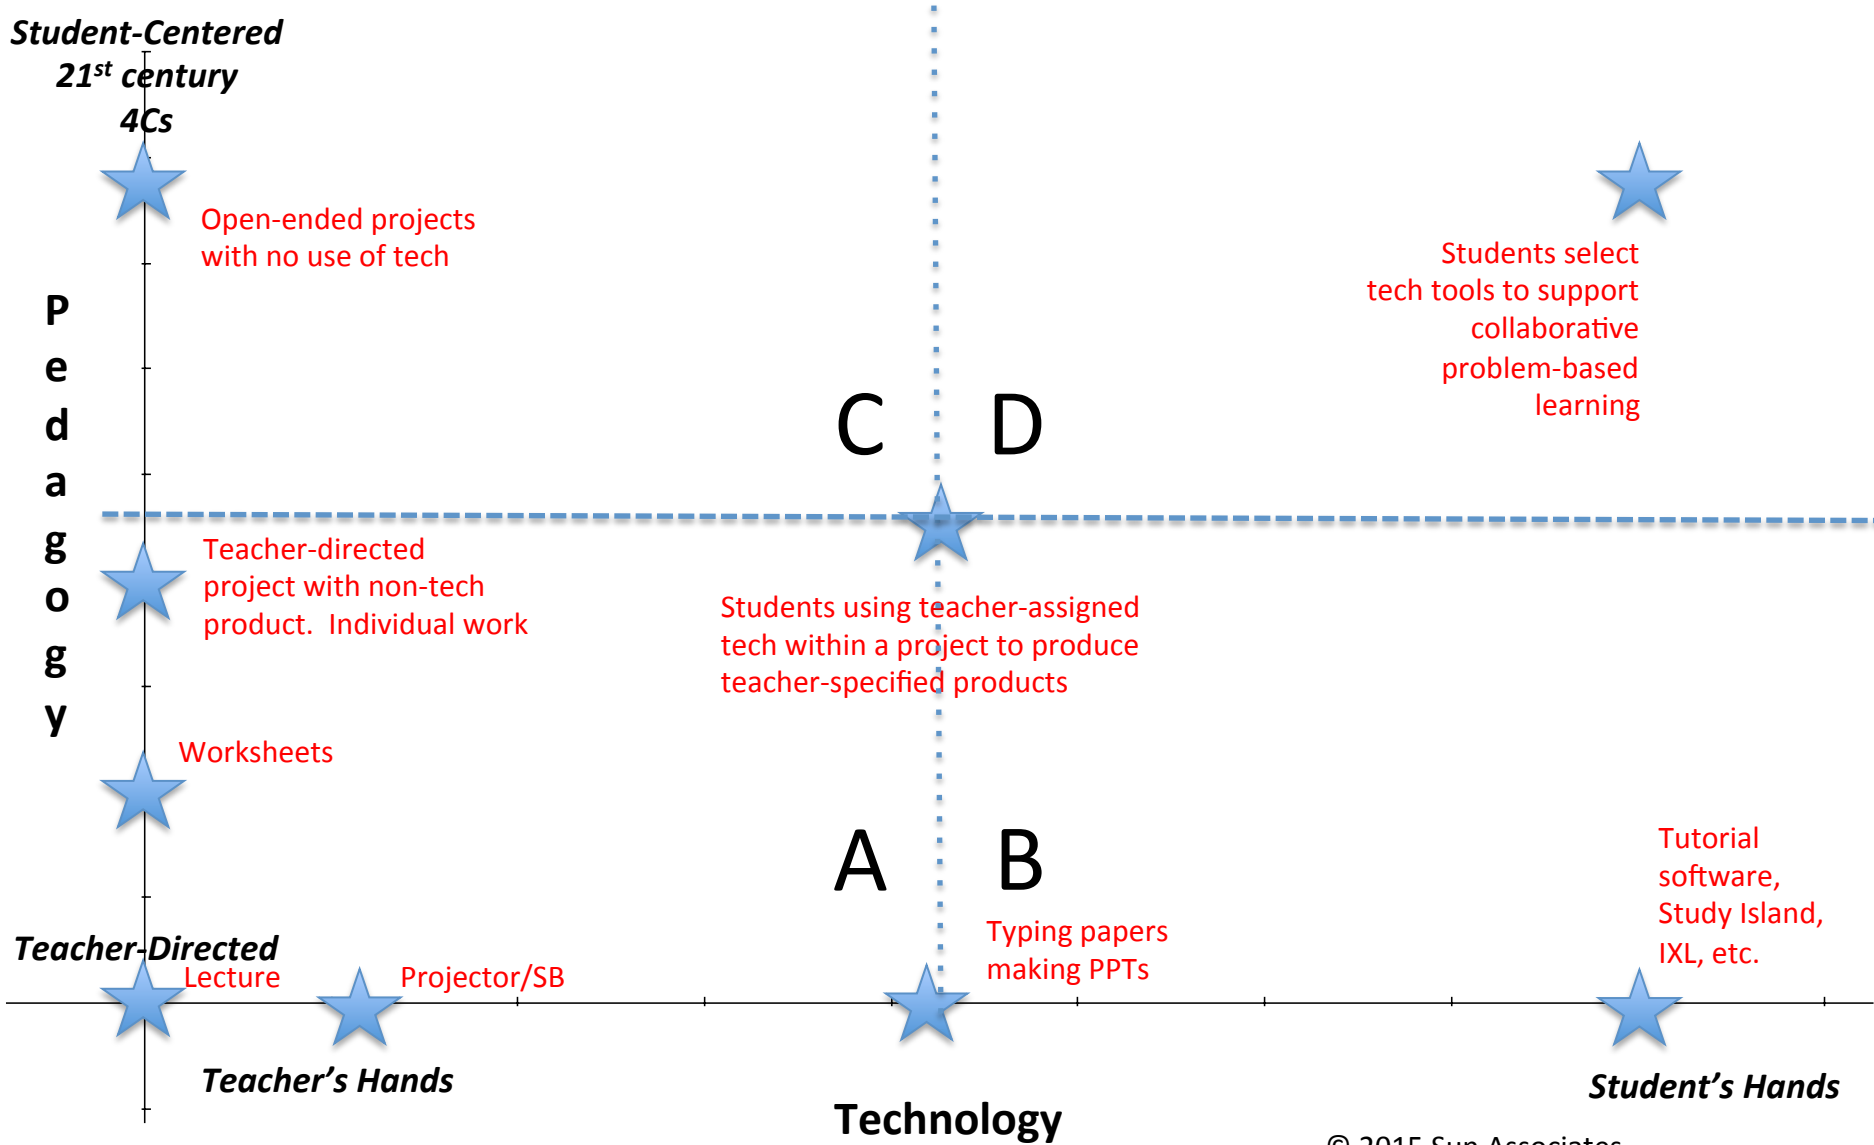 Student-Centered
21st century
4Cs
Open-ended projects
with no use of tech
Students select
tech tools to support
collaborative
problem-based
learning
P
e
d
a
g
o
g
y
C D
Teacher-directed
project with non-tech
product. Individual work
Students using teacher-assigned
tech within a project to produce
teacher-specified products
Worksheets
A B
Tutorial
software,
Study Island,
IXL, etc.
Typing papers
making PPTs
Teacher-Directed
Lecture
Projector/SB
Teacher’s Hands
Student’s Hands
Technology
© 2015 Sun Associates